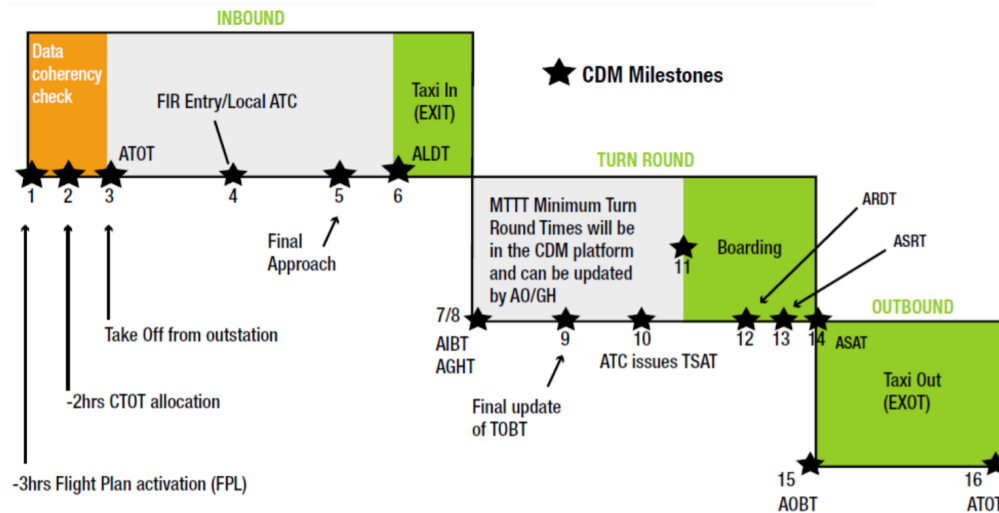 INBOUND
Data
coherency
check
FIR Entry/Local ATC
Taxi In
(EXIT)
CDM Milestones
ATOT
ALDT
1
2
3
4
5
6
Final
Approach
TURN ROUND
MTTT Minimum Turn
Round Times will be
in the CDM platform
and can be updated
by AO/GH
11
Boarding
ARDT
ASRT
Take Off from outstation
7/8
AIBT
AGHT
9
10
ATC issues TSAT
12
13
14
ASAT
OUTBOUND
-2hrs CTOT allocation
Final update
of TOBT
Taxi Out
(EXOT)
-3hrs Flight Plan activation (FPL)
15
AOBT
16
ATOT